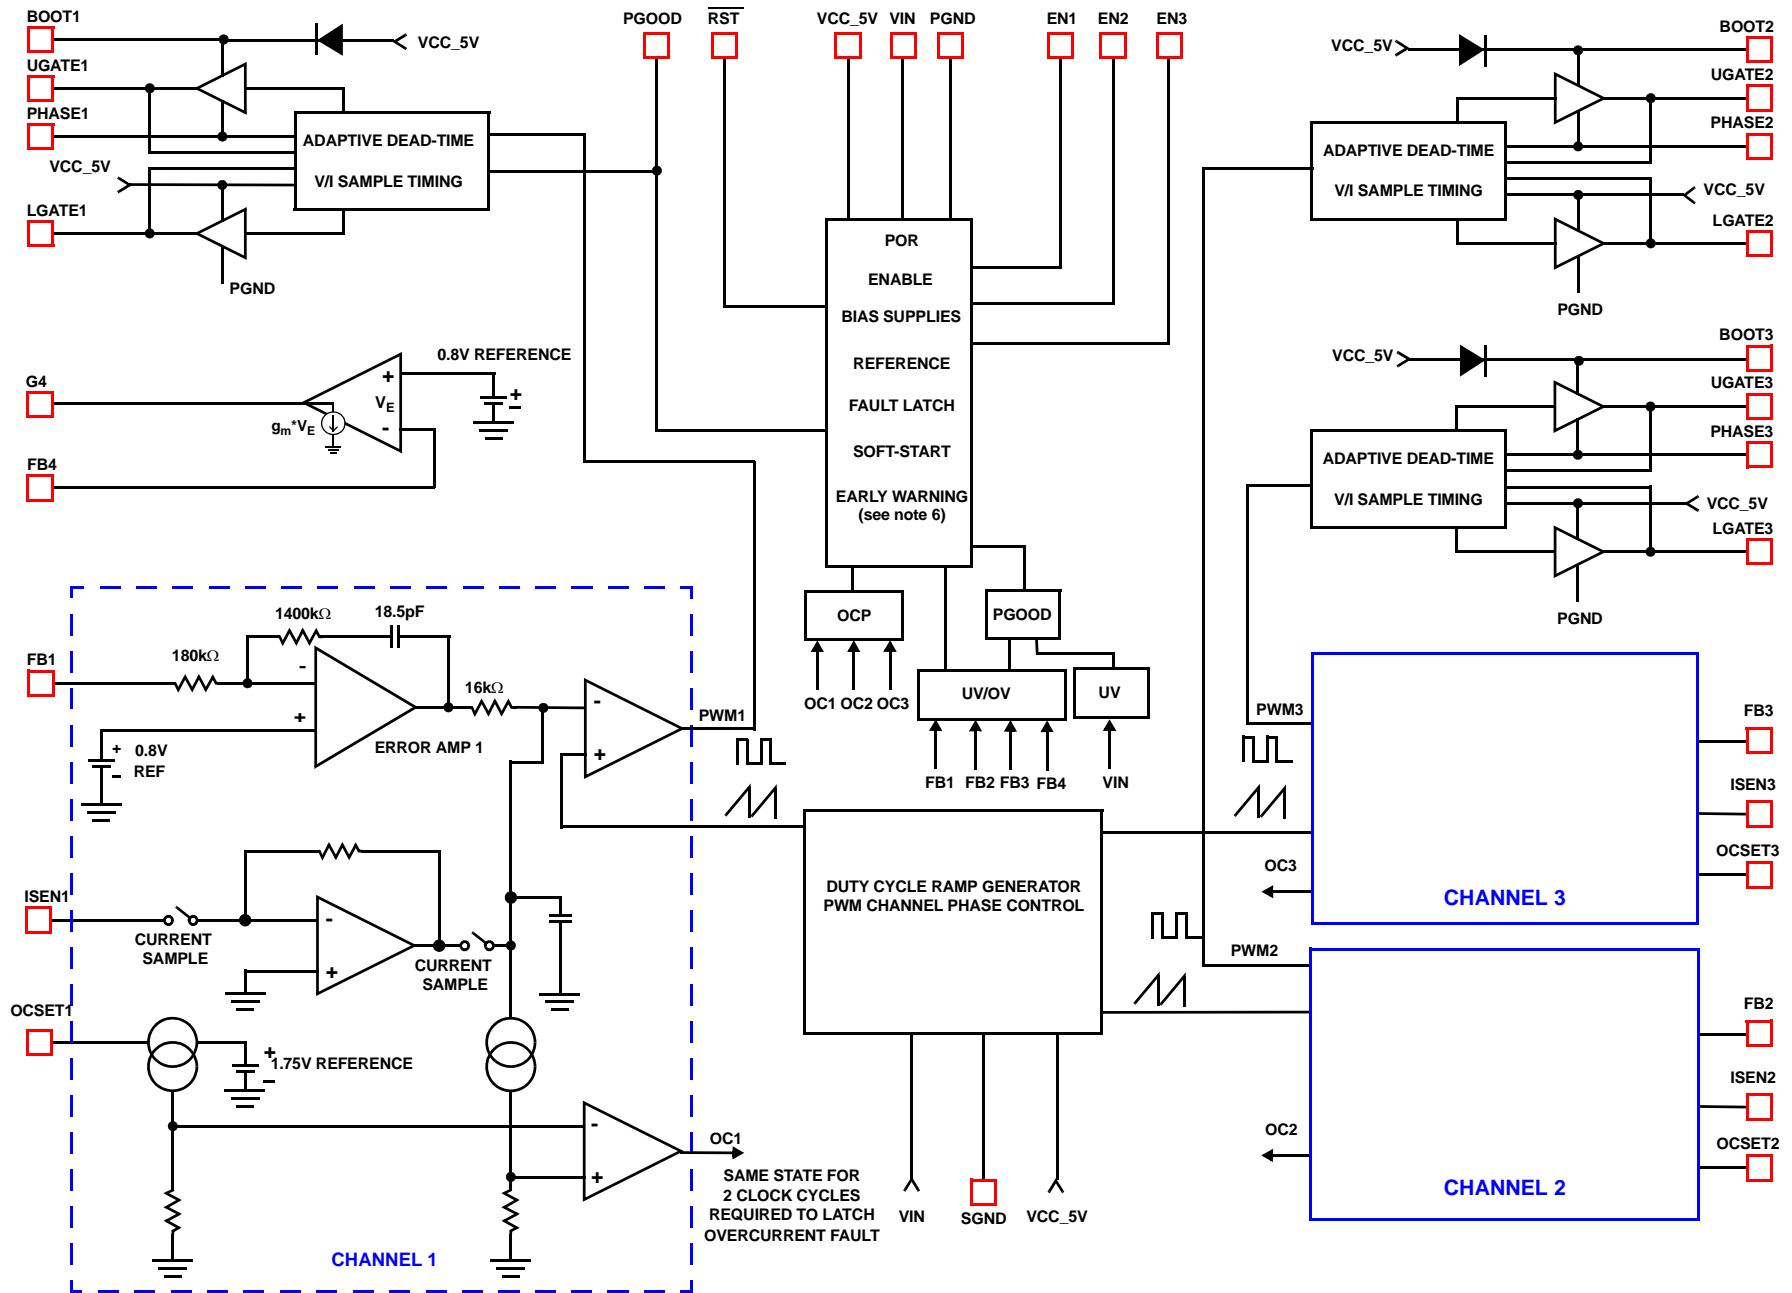 BOOT1
VCC_5V
UGATE1
PHASE1
ADAPTIVE DEAD-TIME
V/I SAMPLE TIMING
VCC_5V
LGATE1
PGND
PGOOD
RST
VCC_5V
VIN
PGND
EN1
EN2
EN3
POR
ENABLE
BIAS SUPPLIES
REFERENCE
FAULT LATCH
SOFT-START
EARLY WARNING
(see note 6)
VCC_5V
BOOT2
UGATE2
PHASE2
ADAPTIVE DEAD-TIME
V/I SAMPLE TIMING
VCC_5V
LGATE2
PGND
VCC_5V
BOOT3
UGATE3
PHASE3
ADAPTIVE DEAD-TIME
V/I SAMPLE TIMING
VCC_5V
LGATE3
PGND
0.8V REFERENCE
+
-
G4
+
VE
-
gm*VE
FB4
OCP
OC1 OC2 OC3
PGOOD
UV/OV
UV
FB1 FB2 FB3 FB4
VIN
1400kΩ
18.5pF
180kΩ
FB1
-
+
16kΩ
ERROR AMP 1
+
-
0.8V
REF
-
+
PWM1
ISEN1
CURRENT
SAMPLE
-
+
CURRENT
SAMPLE
OCSET1
+
-
1.75V REFERENCE
-
+
OC1
SAME STATE FOR
2 CLOCK CYCLES
REQUIRED TO LATCH
OVERCURRENT FAULT
CHANNEL 1
DUTY CYCLE RAMP GENERATOR
PWM CHANNEL PHASE CONTROL
VIN
SGND
VCC_5V
PWM3
FB3
ISEN3
OCSET3
OC3
CHANNEL 3
PWM2
FB2
ISEN2
OCSET2
OC2
CHANNEL 2